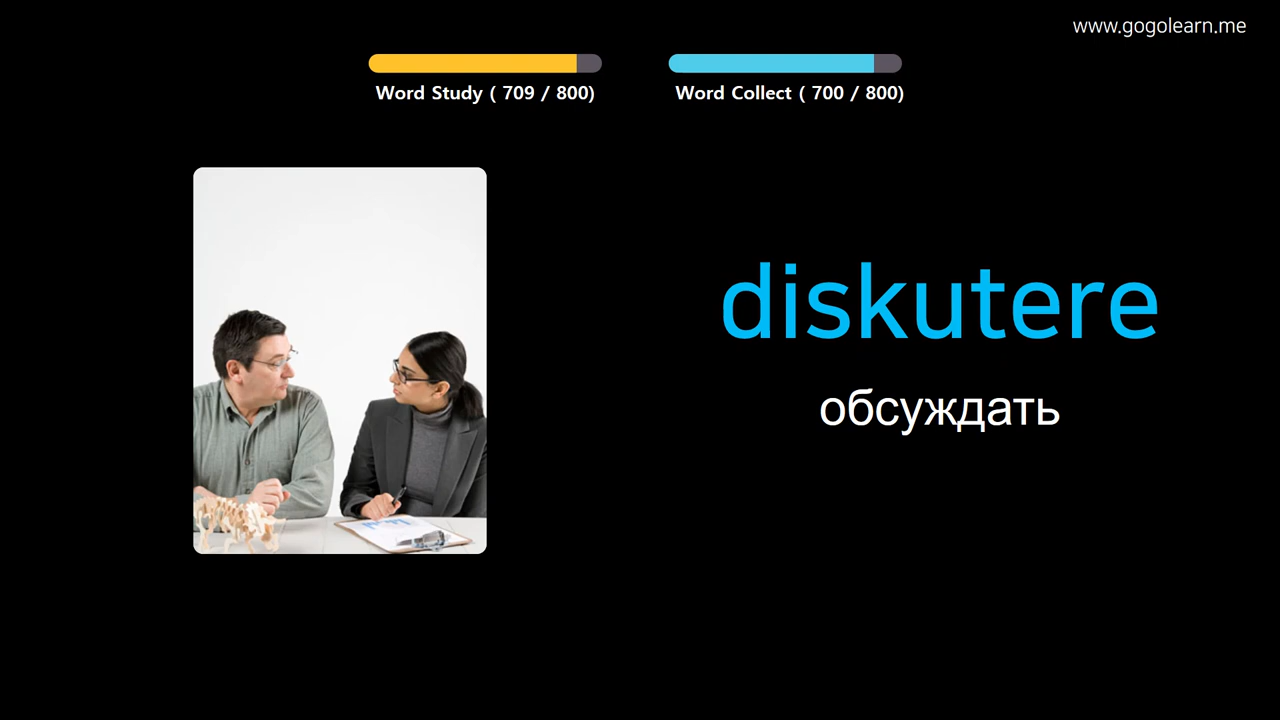 www.gogolearn.me
Word Study ( 709 / 800)
Word Collect ( 700 / 800)
diskutere
обсуждать